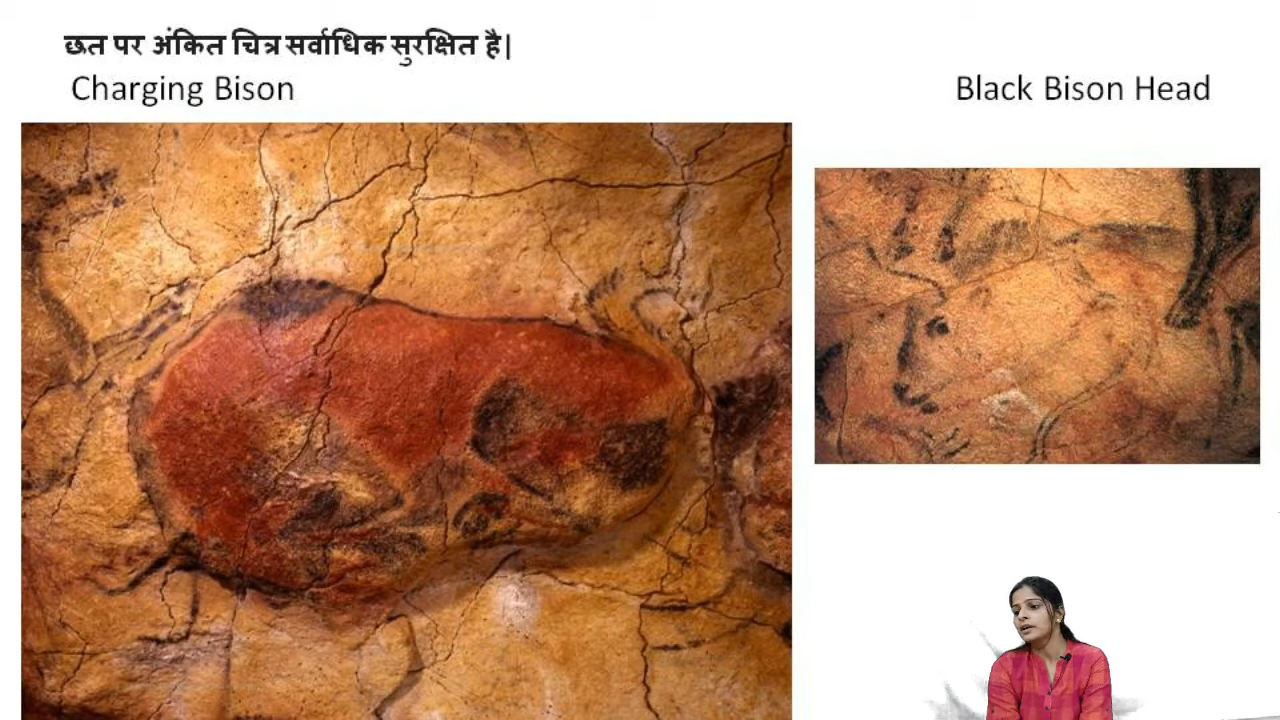 छत पर अंकित चित्र सर्वाधिक सुरक्षित है|
Charging Bison
Black Bison Head